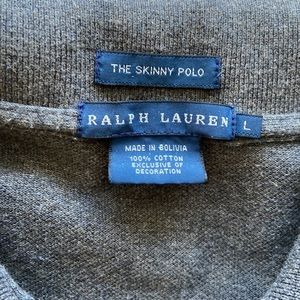 THE SKINNY POLO
RALPH LAUREN L
MADE IN BOLIVIA
100% COTTON
EXCLUSIVE OF
DECORATION